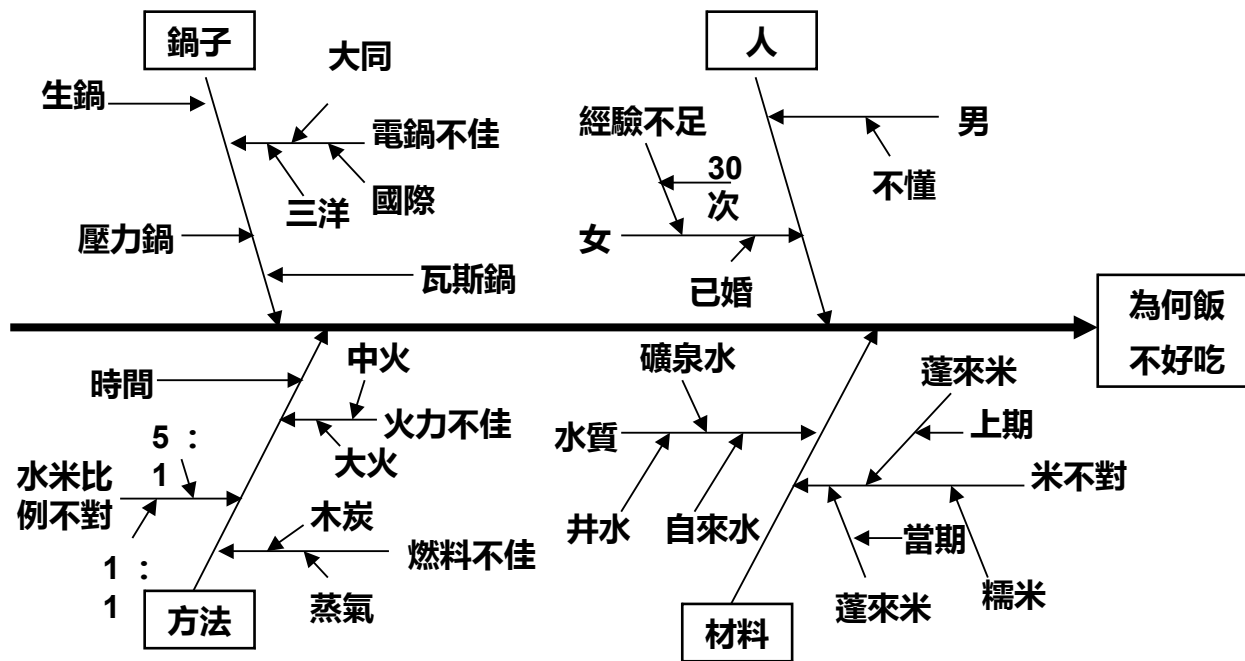 鍋子
人
大同
生鍋
電鍋不佳
國際
三洋
壓力鍋
瓦斯鍋
經驗不足
男
30
次
不懂
女
已婚
為何飯
不好吃
時間
中火
火力不佳
大火
5：
1
水米比
例不對
1：
1
木炭
燃料不佳
蒸氣
方法
礦泉水
水質
井水
自來水
蓬來米
上期
米不對
當期
蓬來米
糯米
材料